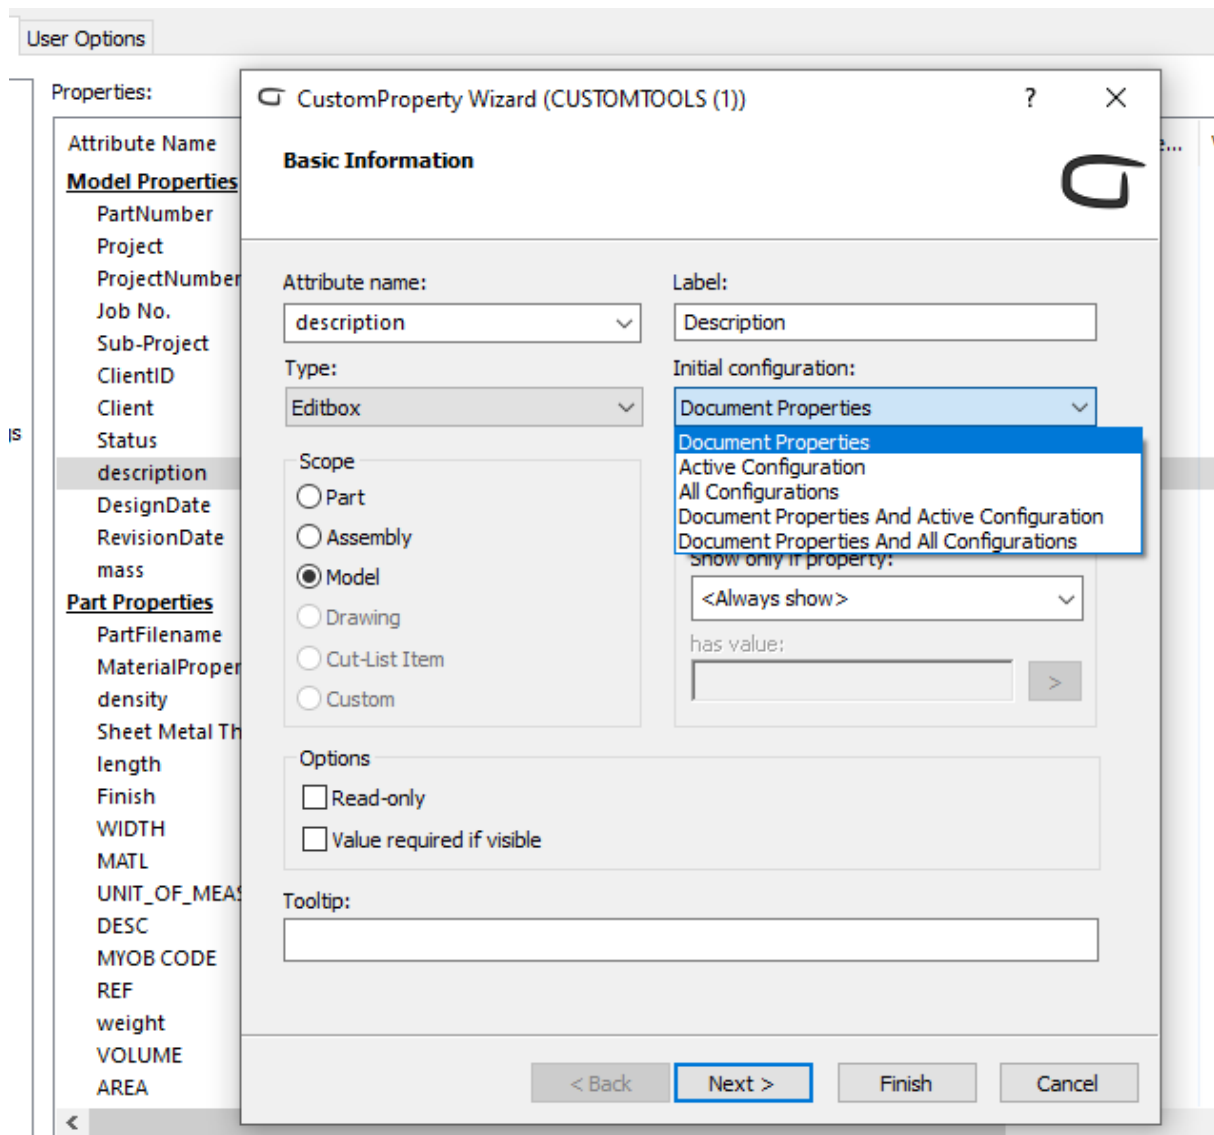 User Options
Properties:
Attribute Name
Model Properties
PartNumber
Project
ProjectNumber
Job No.
Sub-Project
ClientID
Client
Status
description
DesignDate
RevisionDate
mass
Part Properties
PartFilename
MaterialProper
density
Sheet Metal Th
length
Finish
WIDTH
MATL
UNIT_OF_MEAS
DESC
MYOB CODE
REF
weight
VOLUME
AREA
CustomProperty Wizard (CUSTOMTOOLS (1))
?
Basic Information
Attribute name:
description
Label:
Description
Type:
Editbox
Initial configuration:
Document Properties
Document Properties
Active Configuration
All Configurations
Document Properties And Active Configuration
Document Properties And All Configurations
Scope
Part
Assembly
Model
Drawing
Cut-List Item
Custom
Show only if property:
<Always show>
has value:
>
Options
Read-only
Value required if visible
Tooltip:
< Back
Next >
Finish
Cancel